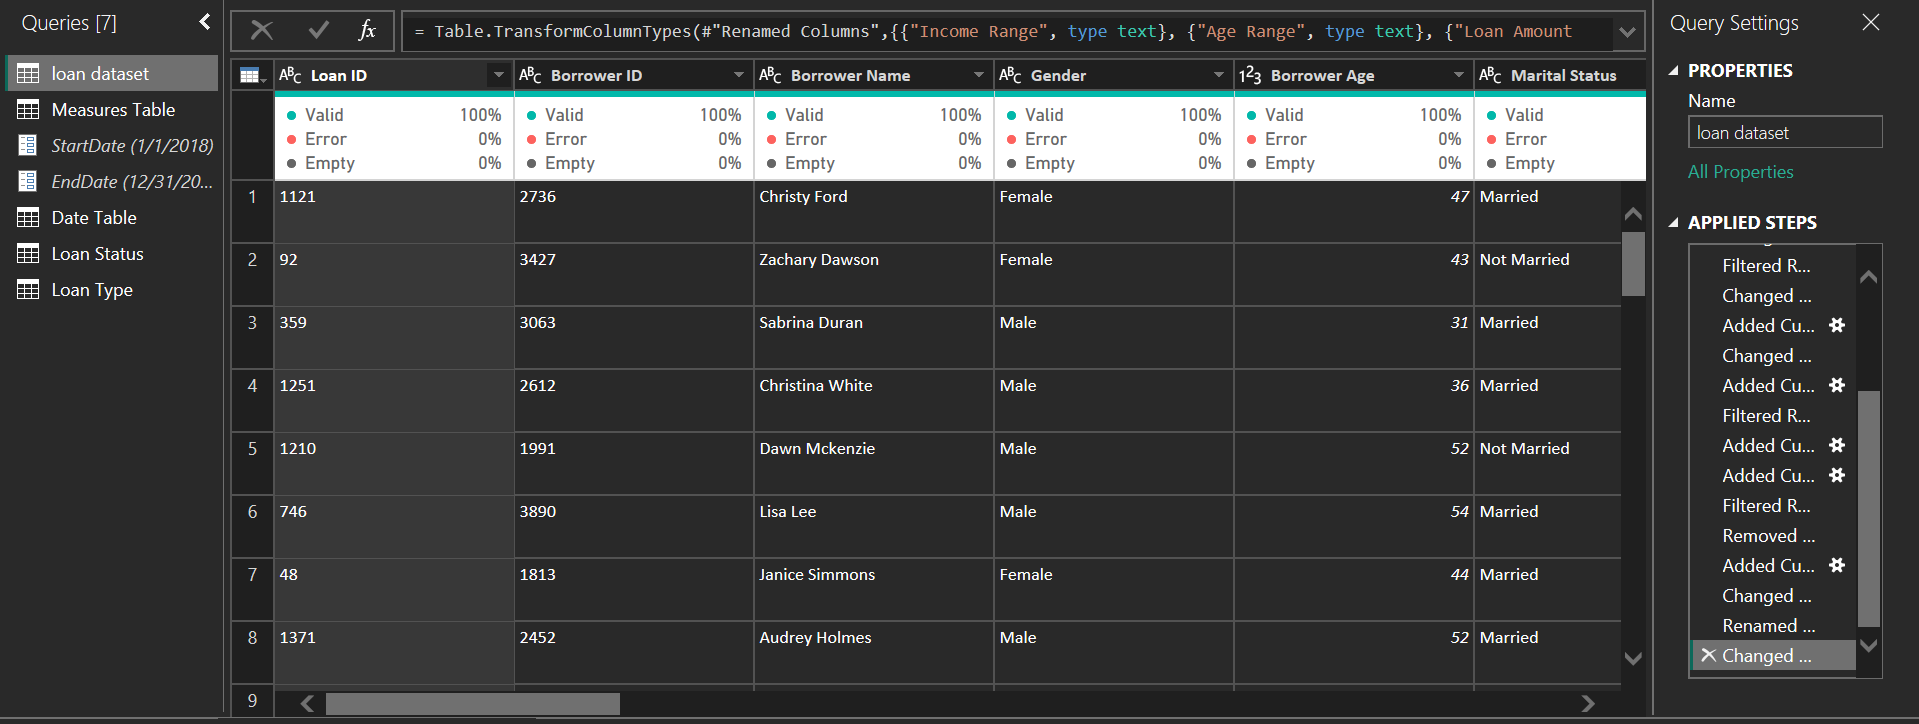 Queries [7]
loan dataset
Measures Table
StartDate (1/1/2018)
EndDate (12/31/20...
Date Table
Loan Status
Loan Type
fx = Table.TransformColumnTypes(#"Renamed Columns",{{"Income Range", type text}, {"Age Range", type text}, {"Loan Amount
ABC Loan ID ABC Borrower ID ABC Borrower Name ABC Gender 123 Borrower Age ABC Marital Status
Valid 100% Valid 100% Valid 100% Valid 100% Valid 100% Valid
Error 0% Error 0% Error 0% Error 0% Error 0% Error
Empty 0% Empty 0% Empty 0% Empty 0% Empty 0% Empty
1 1121 2736 Christy Ford Female 47 Married
2 92 3427 Zachary Dawson Female 43 Not Married
3 359 3063 Sabrina Duran Male 31 Married
4 1251 2612 Christina White Male 36 Married
5 1210 1991 Dawn Mckenzie Male 52 Not Married
6 746 3890 Lisa Lee Male 54 Married
7 48 1813 Janice Simmons Female 44 Married
8 1371 2452 Audrey Holmes Male 52 Married
9
Query Settings
PROPERTIES
Name
loan dataset
All Properties
APPLIED STEPS
Filtered R...
Changed ...
Added Cu...
Changed ...
Added Cu...
Filtered R...
Added Cu...
Added Cu...
Filtered R...
Removed ...
Added Cu...
Changed ...
Renamed ...
Changed ...